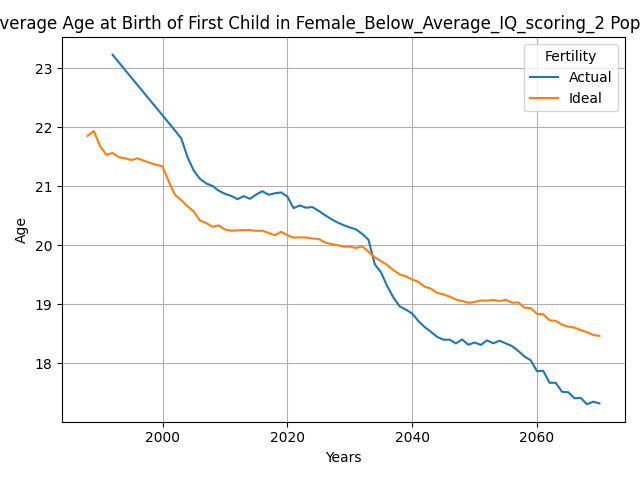 verage Age at Birth of First Child in Female_Below_Average_IQ_scoring_2 Pop
Fertility
Actual
Ideal
23
22
21
20
19
18
Age
2000 2020 2040 2060
Years